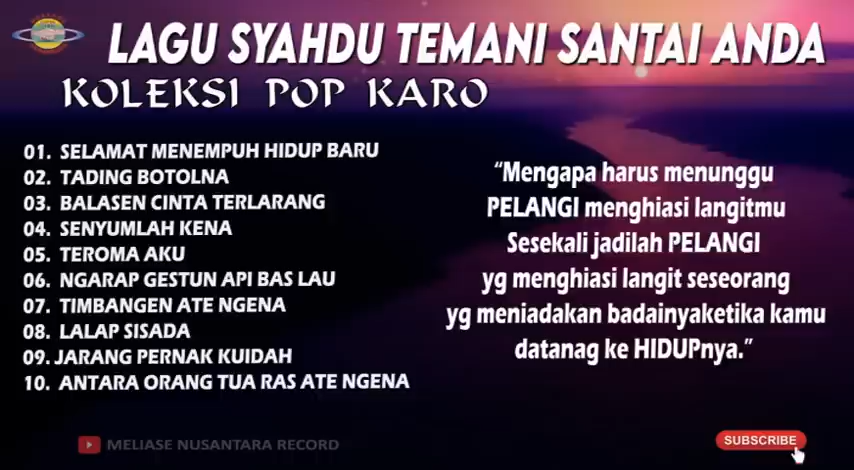 LAGU SYAHDU TEMANI SANTAI ANDA
KOLEKSI POP KARO
01. SELAMAT MENEMPUH HIDUP BARU
02. TADING BOTOLNA
03. BALASEN CINTA TERLARANG
04. SENYUMLAH KENA
05. TEROMA AKU
06. NGARAP GESTUN API BAS LAU
07. TIMBANGEN ATE NGENA
08. LALAP SISADA
09. JARANG PERNAK KUIDAH
10. ANTARA ORANG TUA RAS ATE NGENA
“Mengapa harus menunggu
PELANGI menghiasi langitmu
Sesekali jadilah PELANGI
yg menghiasi langit seseorang
yg meniadakan badainyaketika kamu
datanag ke HIDUPnya.”
MELIASE NUSANTARA RECORD
SUBSCRIBE